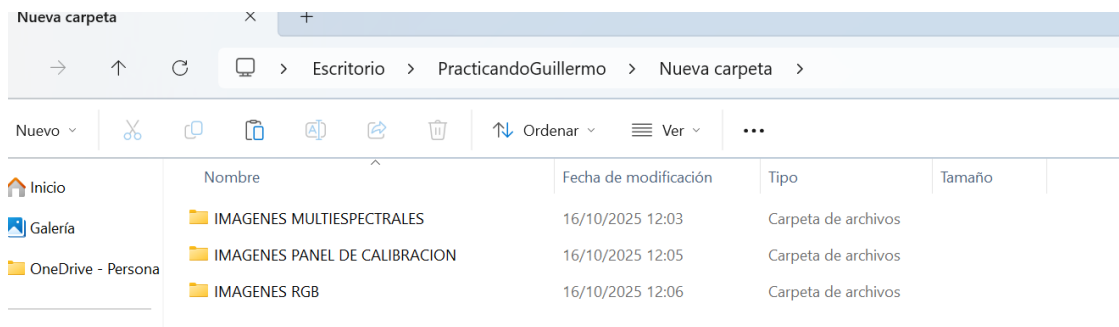 Nueva carpeta
Escritorio > PracticandoGuillermo > Nueva carpeta >
Nuevo Ordenar Ver
Inicio
Galería
OneDrive - Persona
Nombre Fecha de modificación Tipo Tamaño
IMAGENES MULTIESPECTRALES 16/10/2025 12:03 Carpeta de archivos
IMAGENES PANEL DE CALIBRACION 16/10/2025 12:05 Carpeta de archivos
IMAGENES RGB 16/10/2025 12:06 Carpeta de archivos